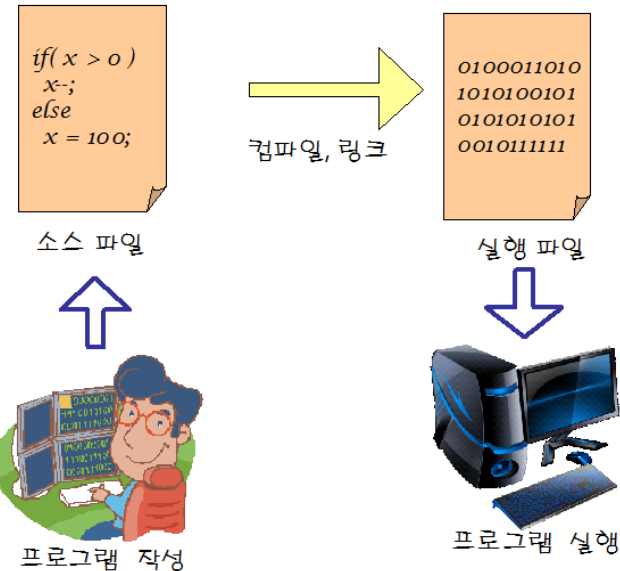 if( x > 0 )
x--;
else
x = 100;
컴파일, 링크
0100011010
1010100101
0101010101
0010111111
소스 파일
실행 파일
프로그램 작성
프로그램 실행